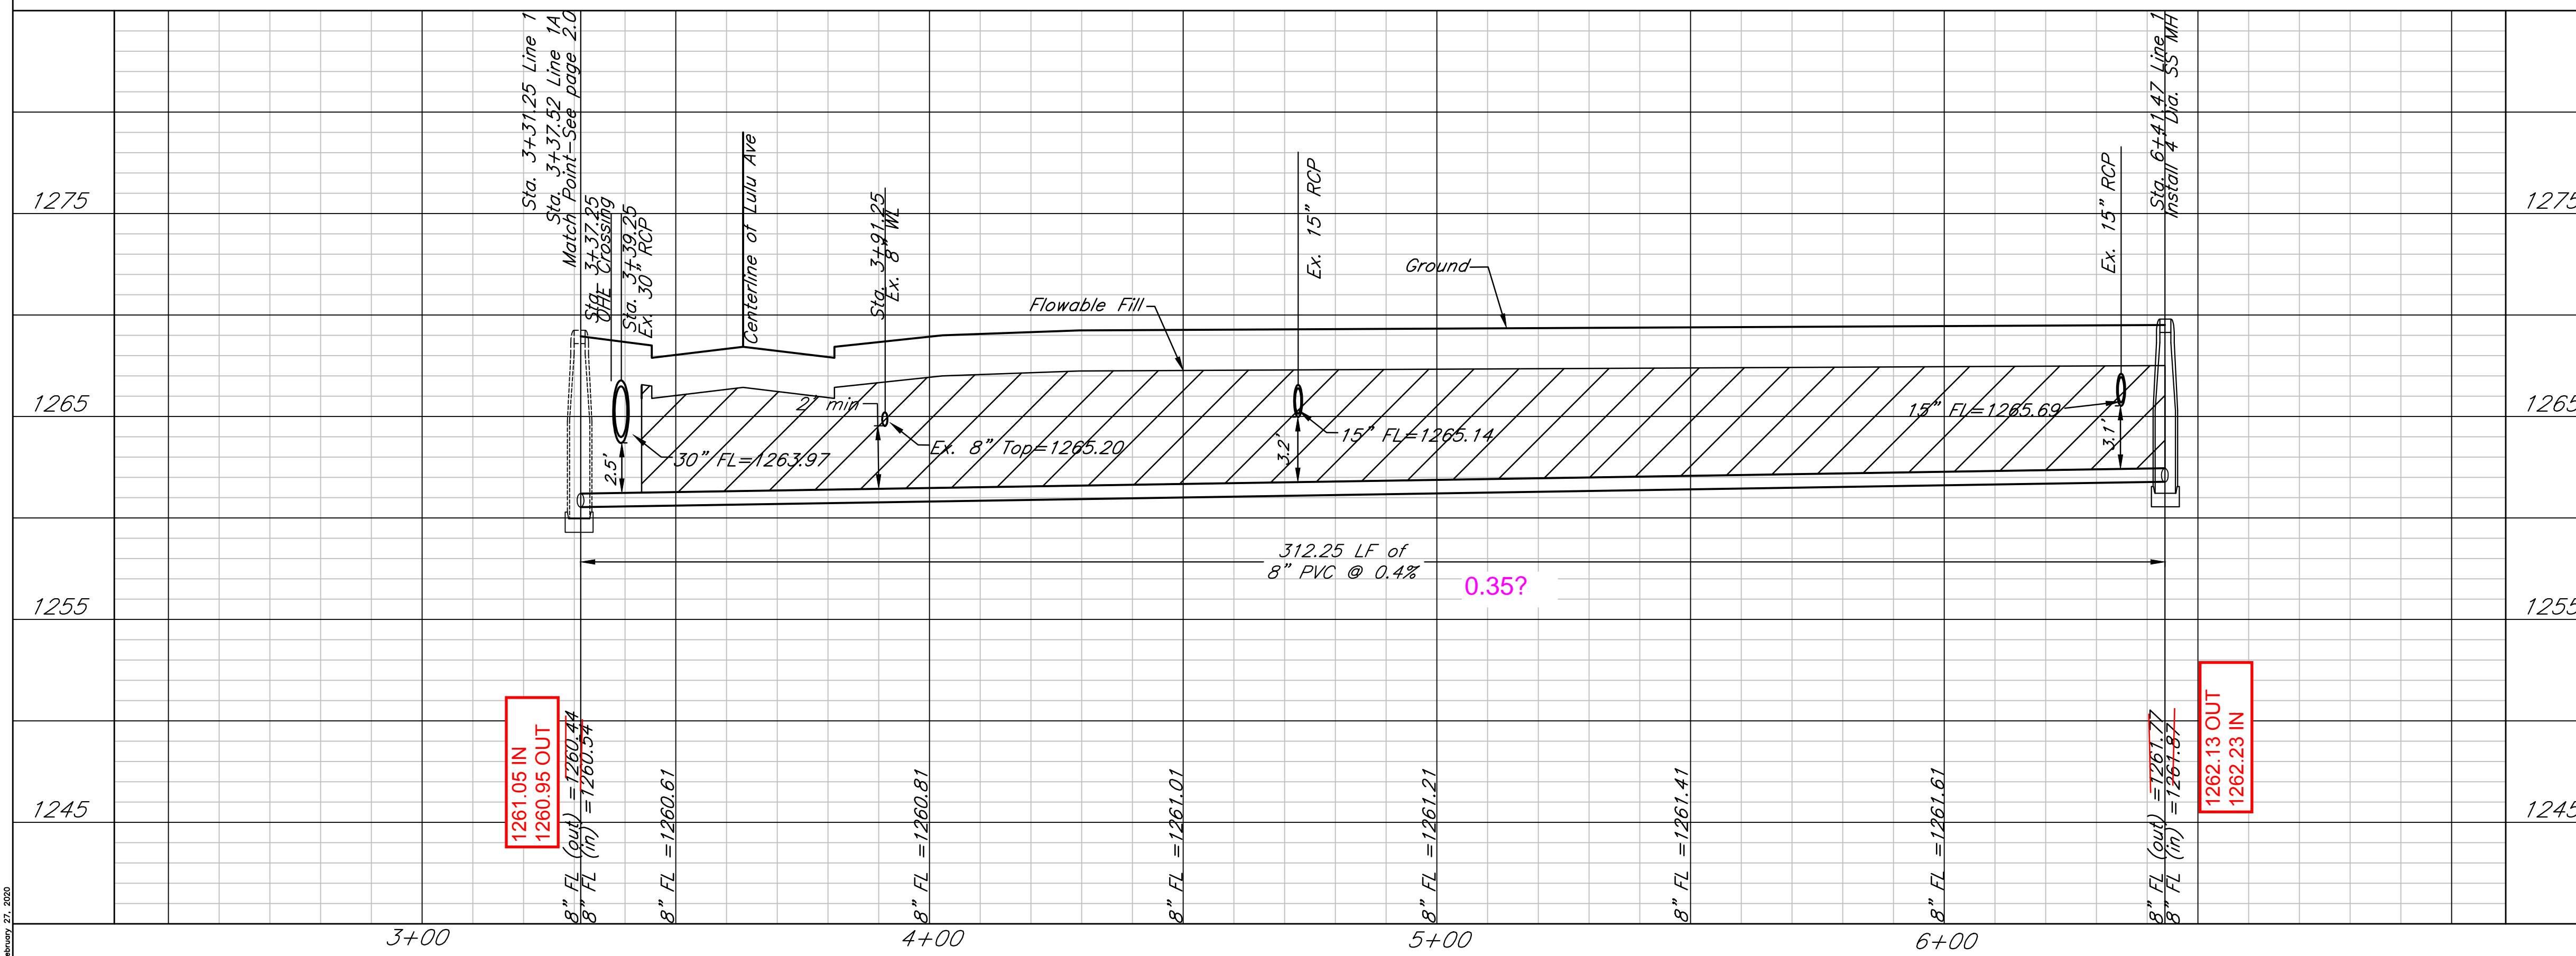 Sta. 3+31.25 Line 1
Sta. 3+37.52 Line 1A
Match Point-See page 2.0
Sta. 3+37.25
OHE Crossing
Sta. 3+39.25
Ex. 30" RCP
Centerline of Lulu Ave
Sta. 3+91.25
Ex. 8" WL
Ex. 15" RCP
Ex. 15" RCP
Sta. 6+41.47 Line 1
Install 4' Dia. SS MH
1275
1275
Ground
Flowable Fill
1265
1265
2' min
Ex. 8" Top=1265.20
30" FL=1263.97
2.5'
15" FL=1265.14
3.2'
15" FL=1265.69
3.1'
312.25 LF of
8" PVC @ 0.4%
0.35?
1255
1255
1245
1245
1261.05 IN
1260.95 OUT
8" FL (out) =1260.44
8" FL (in) =1260.54
8" FL =1260.61
8" FL =1260.81
8" FL =1261.01
8" FL =1261.21
8" FL =1261.41
8" FL =1261.61
8" FL (out) =1261.77
8" FL (in) =1261.87
1262.13 OUT
1262.23 IN
3+00
4+00
5+00
6+00
27, 2020